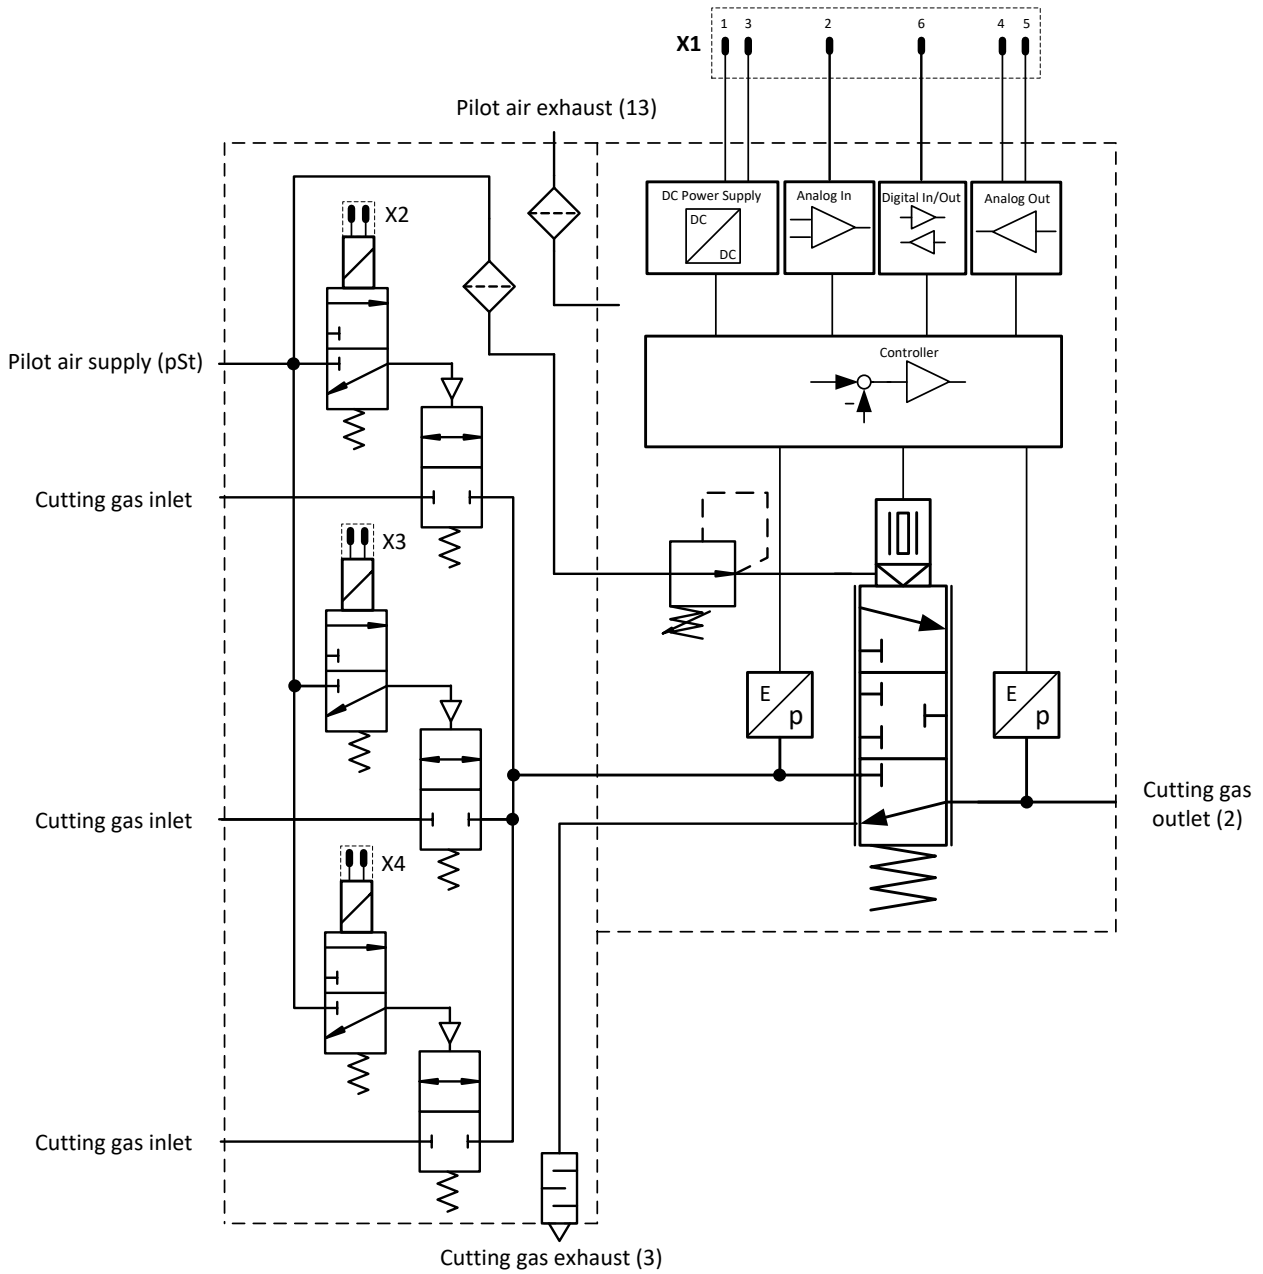 1 3 2 6 4 5
X1
Pilot air exhaust (13)
DC Power Supply
DC
DC
Analog In
Digital In/Out
Analog Out
X2
Controller
−
Pilot air supply (pSt)
Cutting gas inlet
X3
E
p
E
p
Cutting gas
outlet (2)
Cutting gas inlet
X4
Cutting gas inlet
Cutting gas exhaust (3)